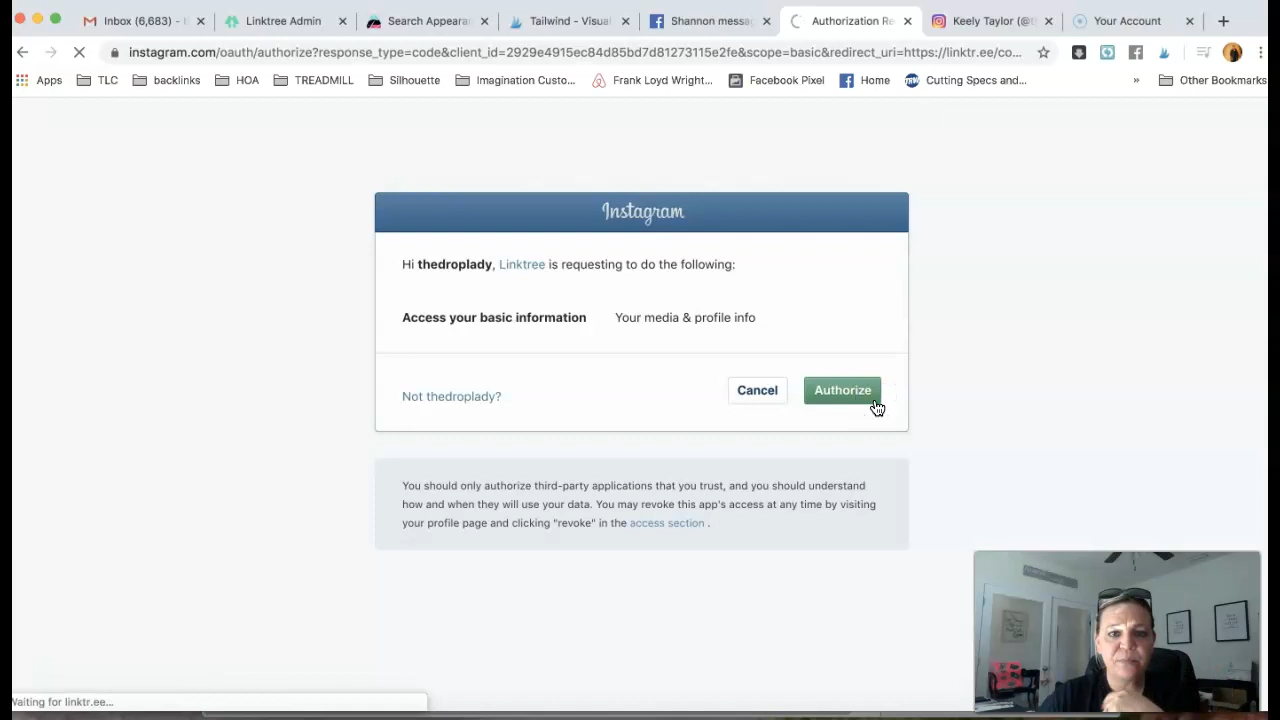 Inbox (6,683) -
Linktree Admin
Search Appeara
Tailwind - Visual
Shannon messa
Authorization Re
Keely Taylor (@t
Your Account
instagram.com/oauth/authorize?response_type=code&client_id=2929e4915ec84d85bd7d81273115e2fe&scope=basic&redirect_uri=https://linktr.ee/co...
Apps
TLC
backlinks
HOA
TREADMILL
Silhouette
Imagination Custo...
Frank Loyd Wright...
Facebook Pixel
Home
Cutting Specs and...
»
Other Bookmarks
Instagram
Hi thedroplady, Linktree is requesting to do the following:
Access your basic information Your media & profile info
Not thedroplady?
Cancel
Authorize
You should only authorize third-party applications that you trust, and you should understand
how and when they will use your data. You may revoke this app's access at any time by visiting
your profile page and clicking "revoke" in the access section .
Waiting for linktr.ee...